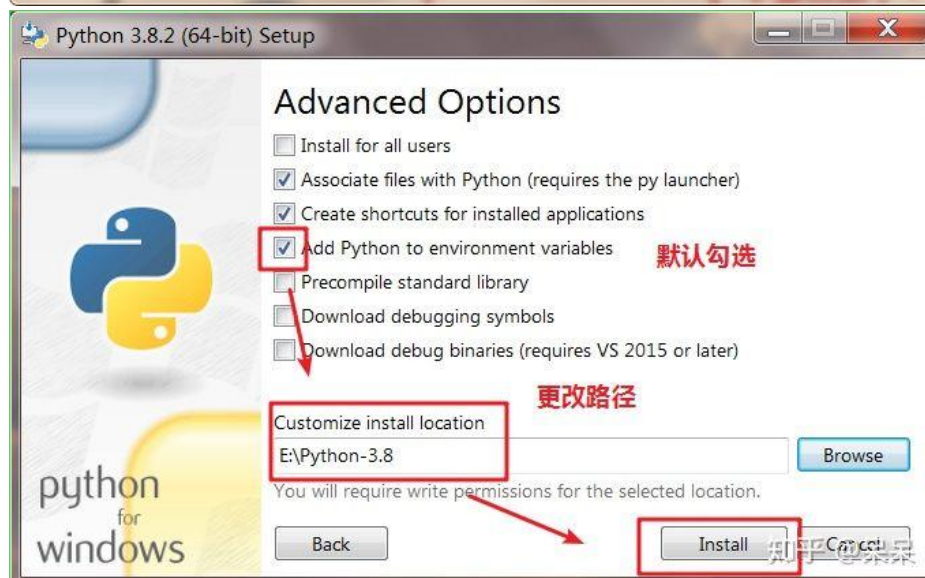 Python 3.8.2 (64-bit) Setup
Advanced Options
Install for all users
Associate files with Python (requires the py launcher)
Create shortcuts for installed applications
Add Python to environment variables
默认勾选
Precompile standard library
Download debugging symbols
Download debug binaries (requires VS 2015 or later)
更改路径
Customize install location
E:\Python-3.8
Browse
You will require write permissions for the selected location.
python
for
windows
Back
Install
Cancel
知乎 @呆呆